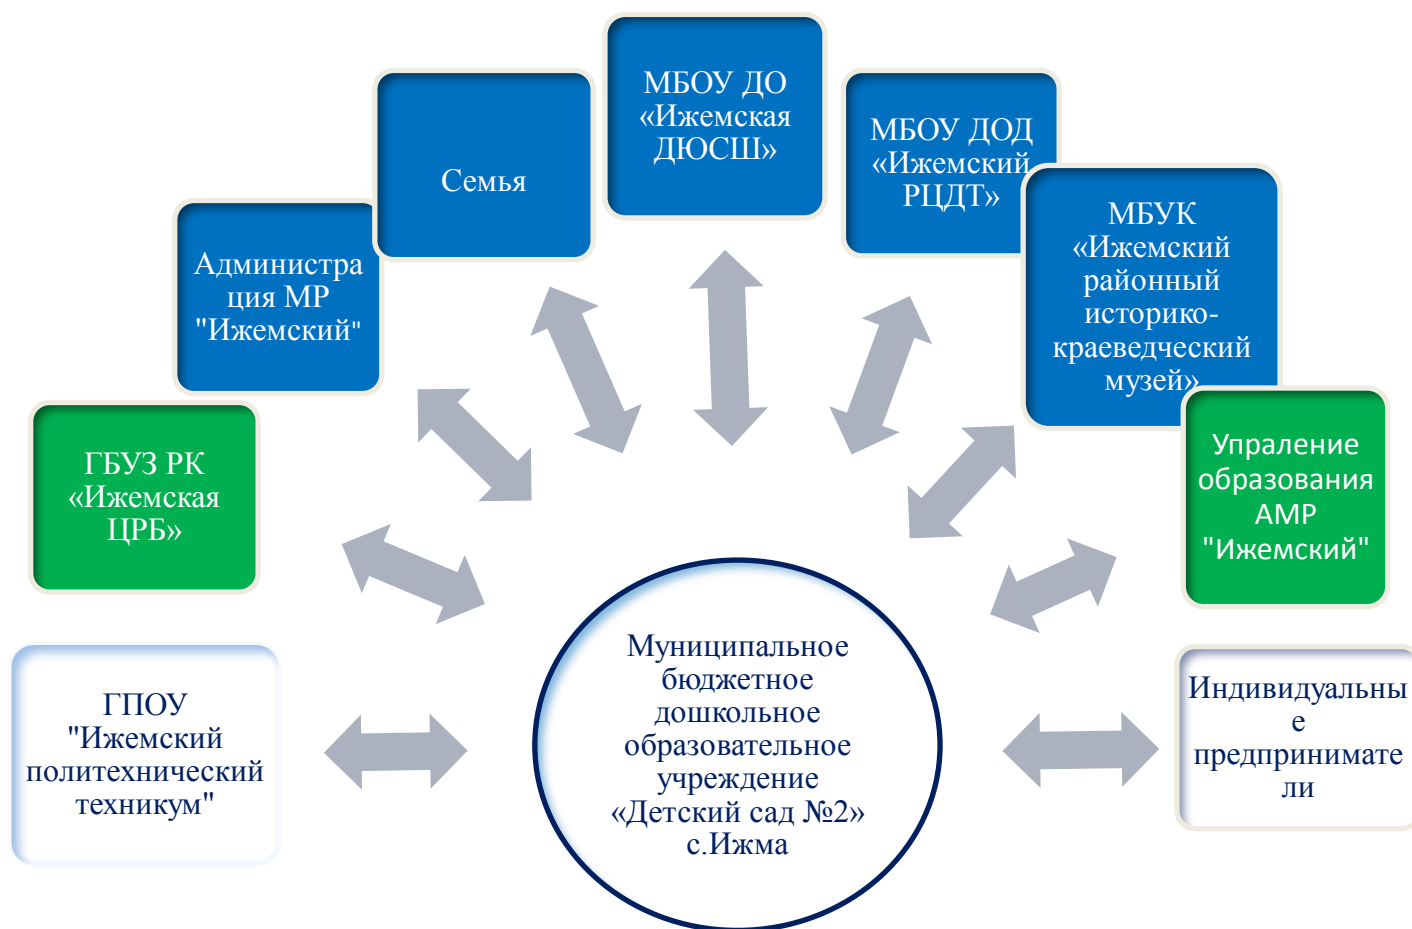 МБОУ ДО
«Ижемская
ДЮСШ»
Семья
МБОУ ДОД
«Ижемский
РЦДТ»
Администра
ция МР
"Ижемский"
МБУК
«Ижемский
районный
историко-
краеведческий
музей»
ГБУЗ РК
«Ижемская
ЦРБ»
Упраление
образования
АМР
"Ижемский"
ГПОУ
"Ижемский
политехнический
техникум"
Муниципальное
бюджетное
дошкольное
образовательное
учреждение
«Детский сад №2»
с.Ижма
Индивидуальны
е
предпринимате
ли